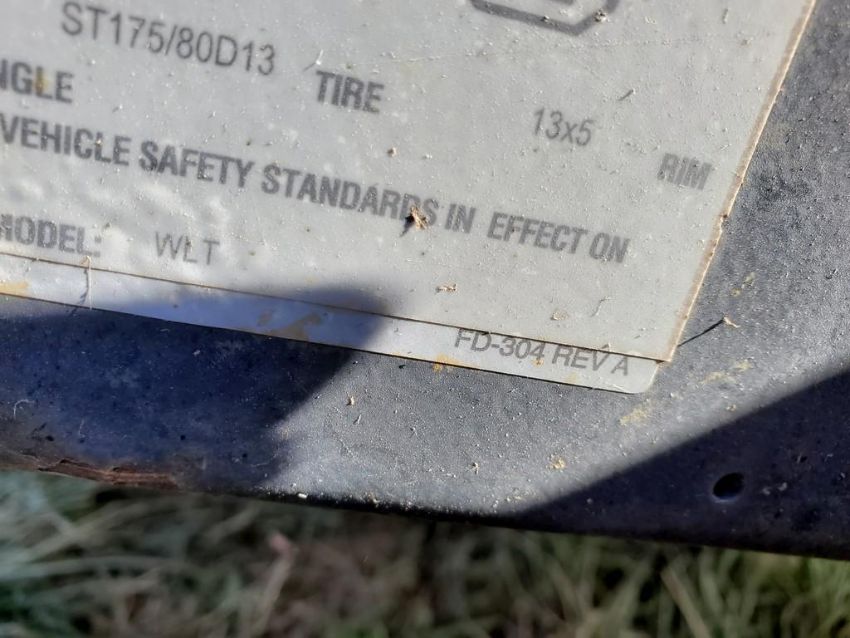 ST175/80D13 TIRE 13x5 RIM
NGLE
VEHICLE SAFETY STANDARDS IN EFFECT ON
MODEL: WLT
FD-304 REV A